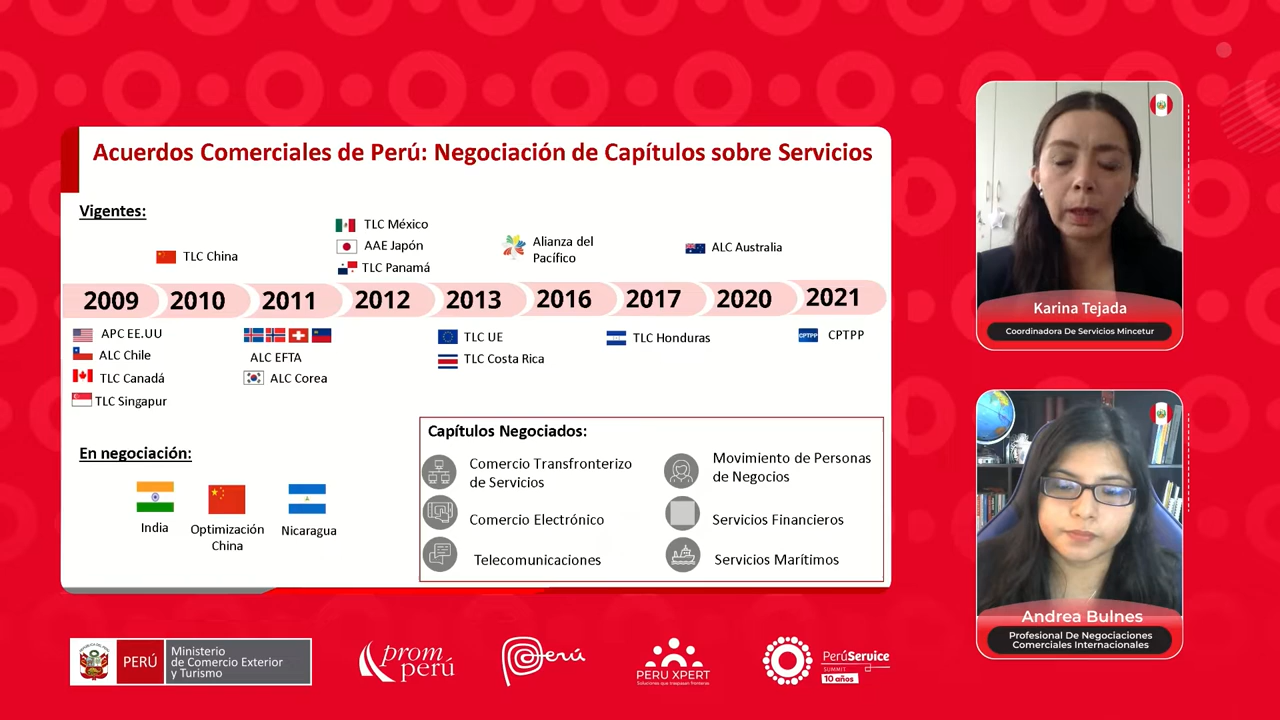 Acuerdos Comerciales de Perú: Negociación de Capítulos sobre Servicios
Vigentes:
TLC China
TLC México
AAE Japón
TLC Panamá
Alianza del
Pacífico
ALC Australia
2009 2010 2011 2012 2013 2016 2017 2020 2021
APC EE.UU
ALC Chile
TLC Canadá
TLC Singapur
ALC EFTA
ALC Corea
TLC UE
TLC Costa Rica
TLC Honduras
CPTPP
CPTPP
En negociación:
India
Optimización
China
Nicaragua
Capítulos Negociados:
Comercio Transfronterizo
de Servicios
Comercio Electrónico
Telecomunicaciones
Movimiento de Personas
de Negocios
Servicios Financieros
Servicios Marítimos
Karina Tejada
Coordinadora De Servicios Mincetur
Andrea Bulnes
Profesional De Negociaciones
Comerciales Internacionales
PERÚ
Ministerio
de Comercio Exterior
y Turismo
prom
perú
Perú
PERU XPERT
Soluciones que traspasan fronteras
PerúService
SUMMIT
10 años